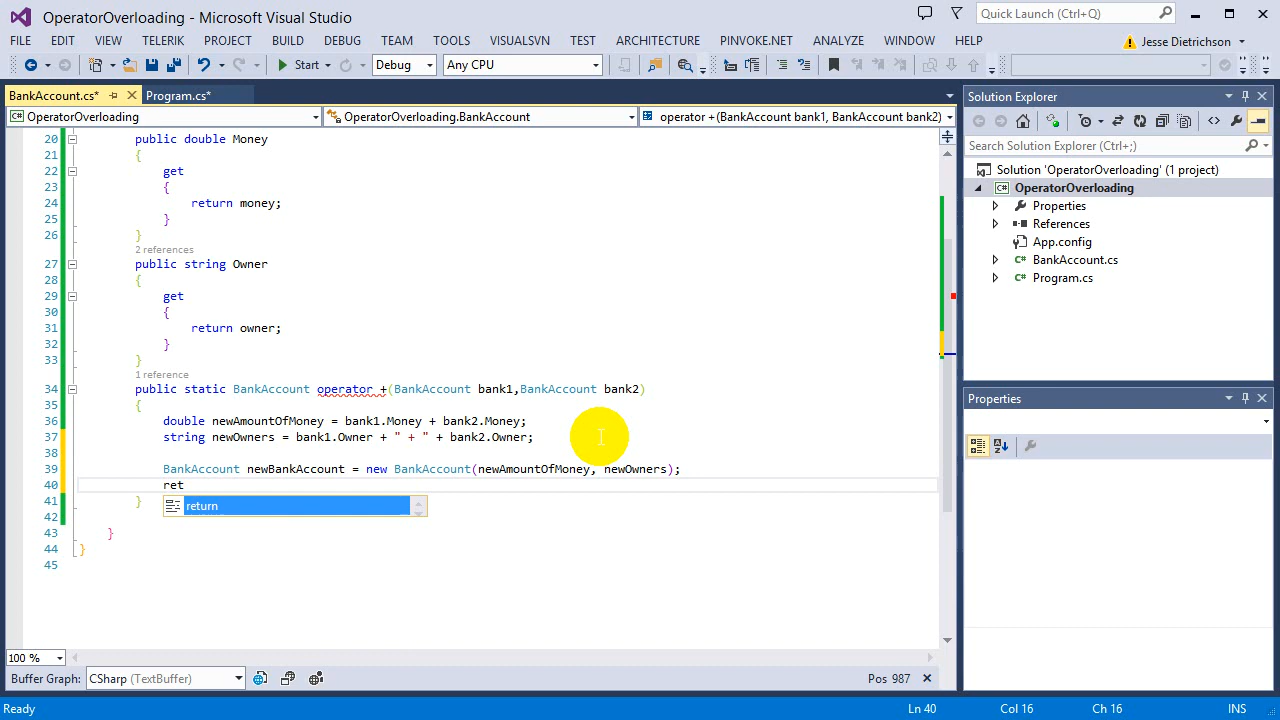 OperatorOverloading - Microsoft Visual Studio
Quick Launch (Ctrl+Q)
FILE EDIT VIEW TELERIK PROJECT BUILD DEBUG TEAM TOOLS VISUALSVN TEST ARCHITECTURE PINVOKE.NET ANALYZE WINDOW HELP
Jesse Dietrichson
Start Debug Any CPU
BankAccount.cs* Program.cs*
OperatorOverloading OperatorOverloading.BankAccount operator +(BankAccount bank1, BankAccount bank2)
20 public double Money
21 {
22 get
23 {
24 return money;
25 }
26 }
2 references
27 public string Owner
28 {
29 get
30 {
31 return owner;
32 }
33 }
1 reference
34 public static BankAccount operator +(BankAccount bank1,BankAccount bank2)
35 {
36 double newAmountOfMoney = bank1.Money + bank2.Money;
37 string newOwners = bank1.Owner + " + " + bank2.Owner;
38
39 BankAccount newBankAccount = new BankAccount(newAmountOfMoney, newOwners);
40 ret
41 }
return
42
43 }
44 }
45
100 %
Buffer Graph: CSharp (TextBuffer) Pos 987
Solution Explorer
Search Solution Explorer (Ctrl+;)
Solution 'OperatorOverloading' (1 project)
OperatorOverloading
Properties
References
App.config
BankAccount.cs
Program.cs
Properties
Ready Ln 40 Col 16 Ch 16 INS